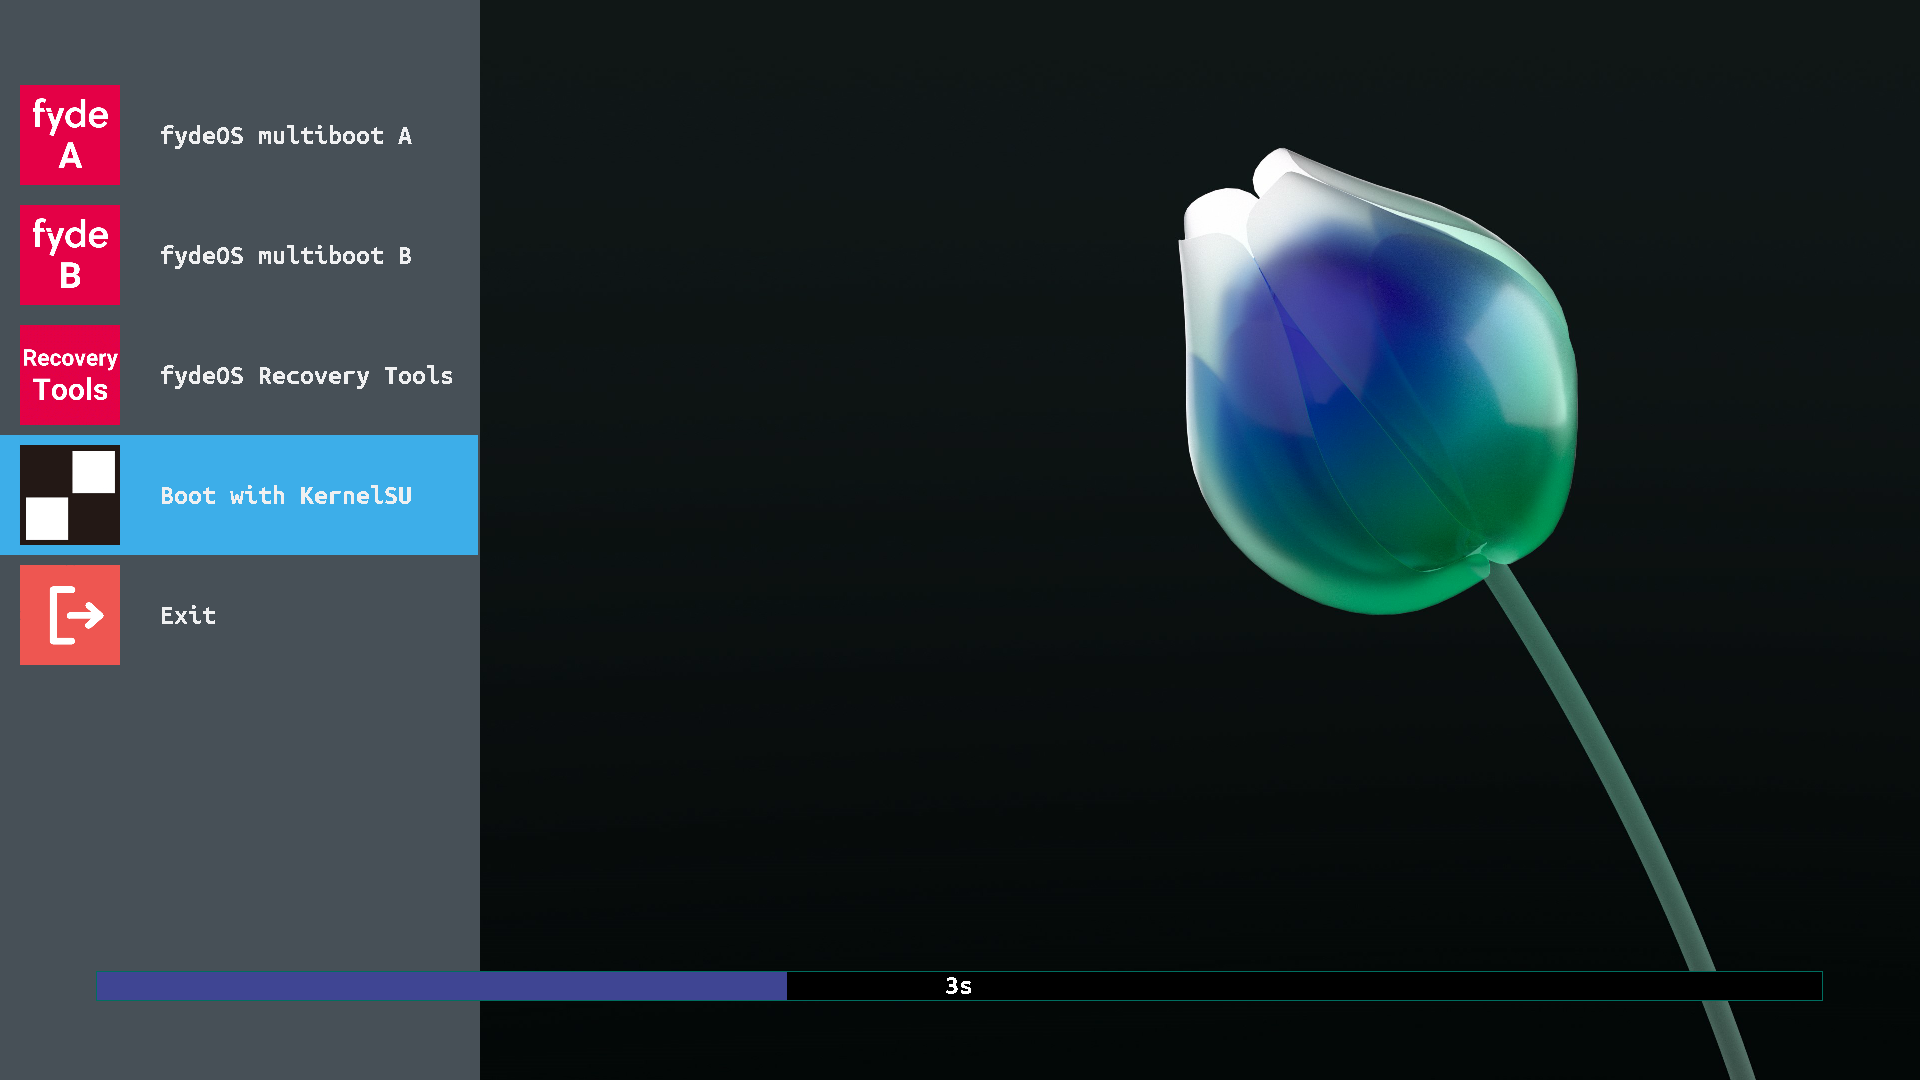 fyde
A
fydeOS multiboot A
fyde
B
fydeOS multiboot B
Recovery
Tools
fydeOS Recovery Tools
Boot with KernelSU
Exit
3s